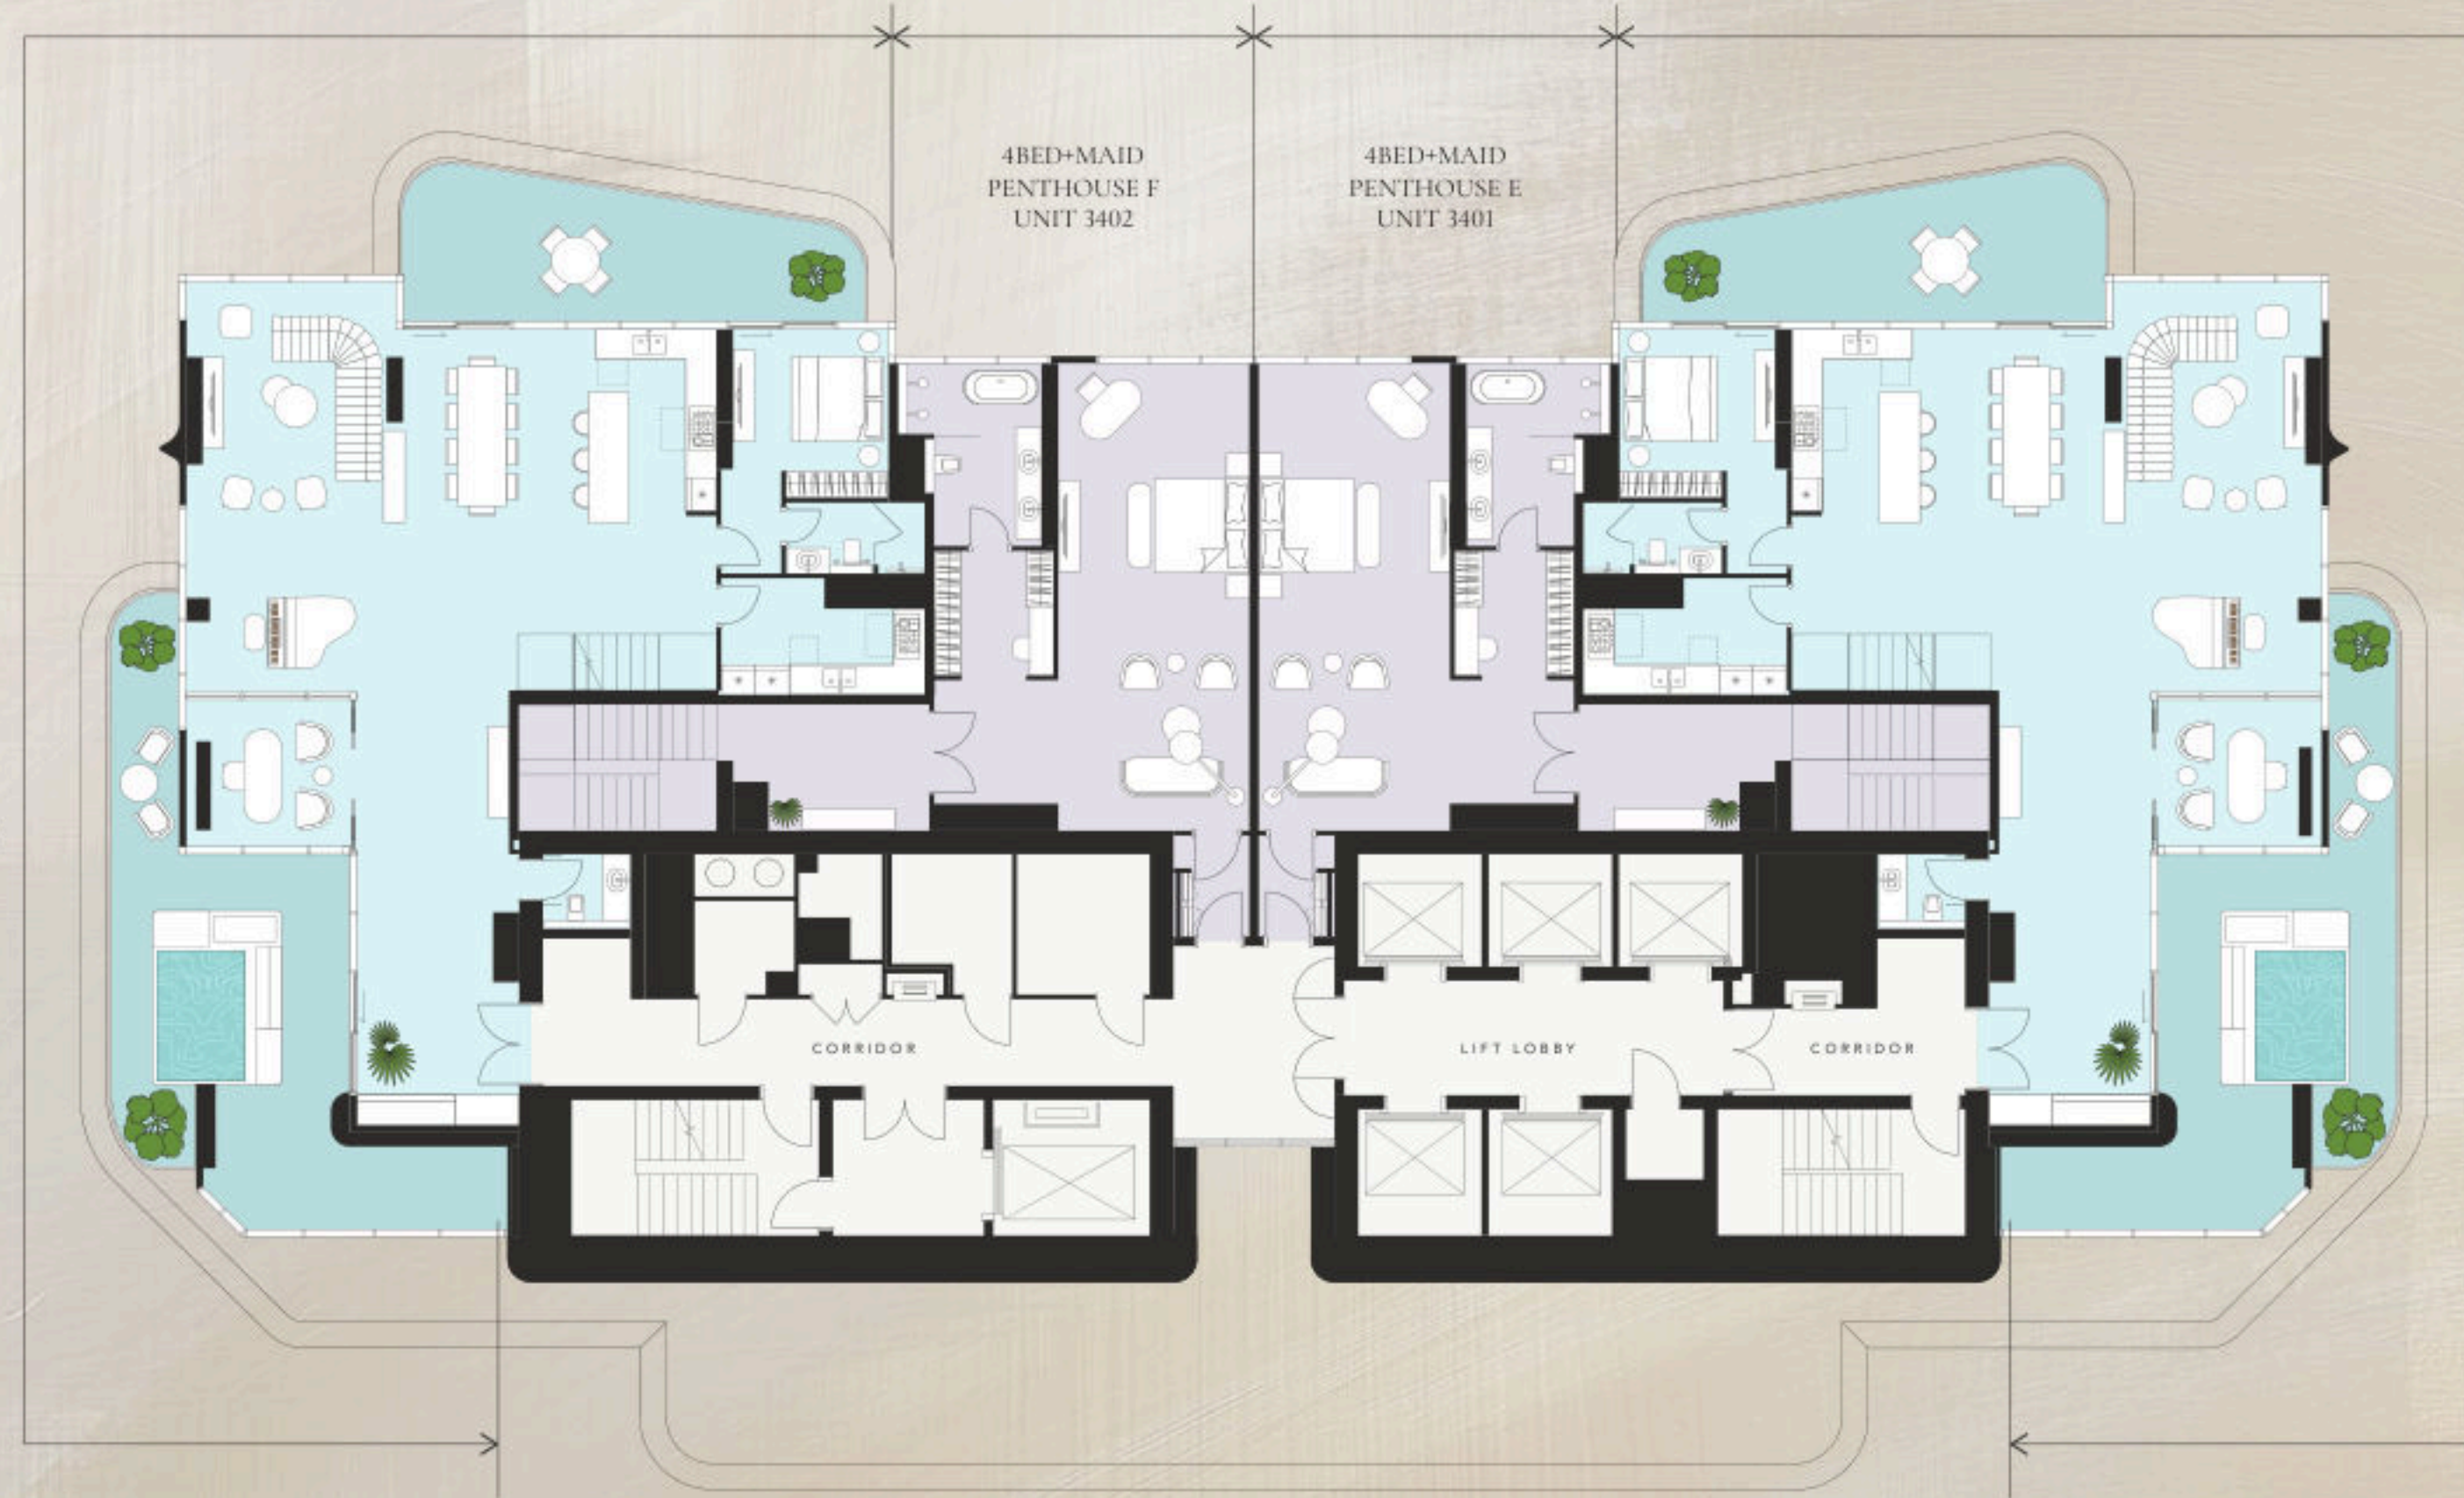 4BED+MAID
PENTHOUSE F
UNIT 3402
4BED+MAID
PENTHOUSE E
UNIT 3401
CORRIDOR
LIFT LOBBY
CORRIDOR